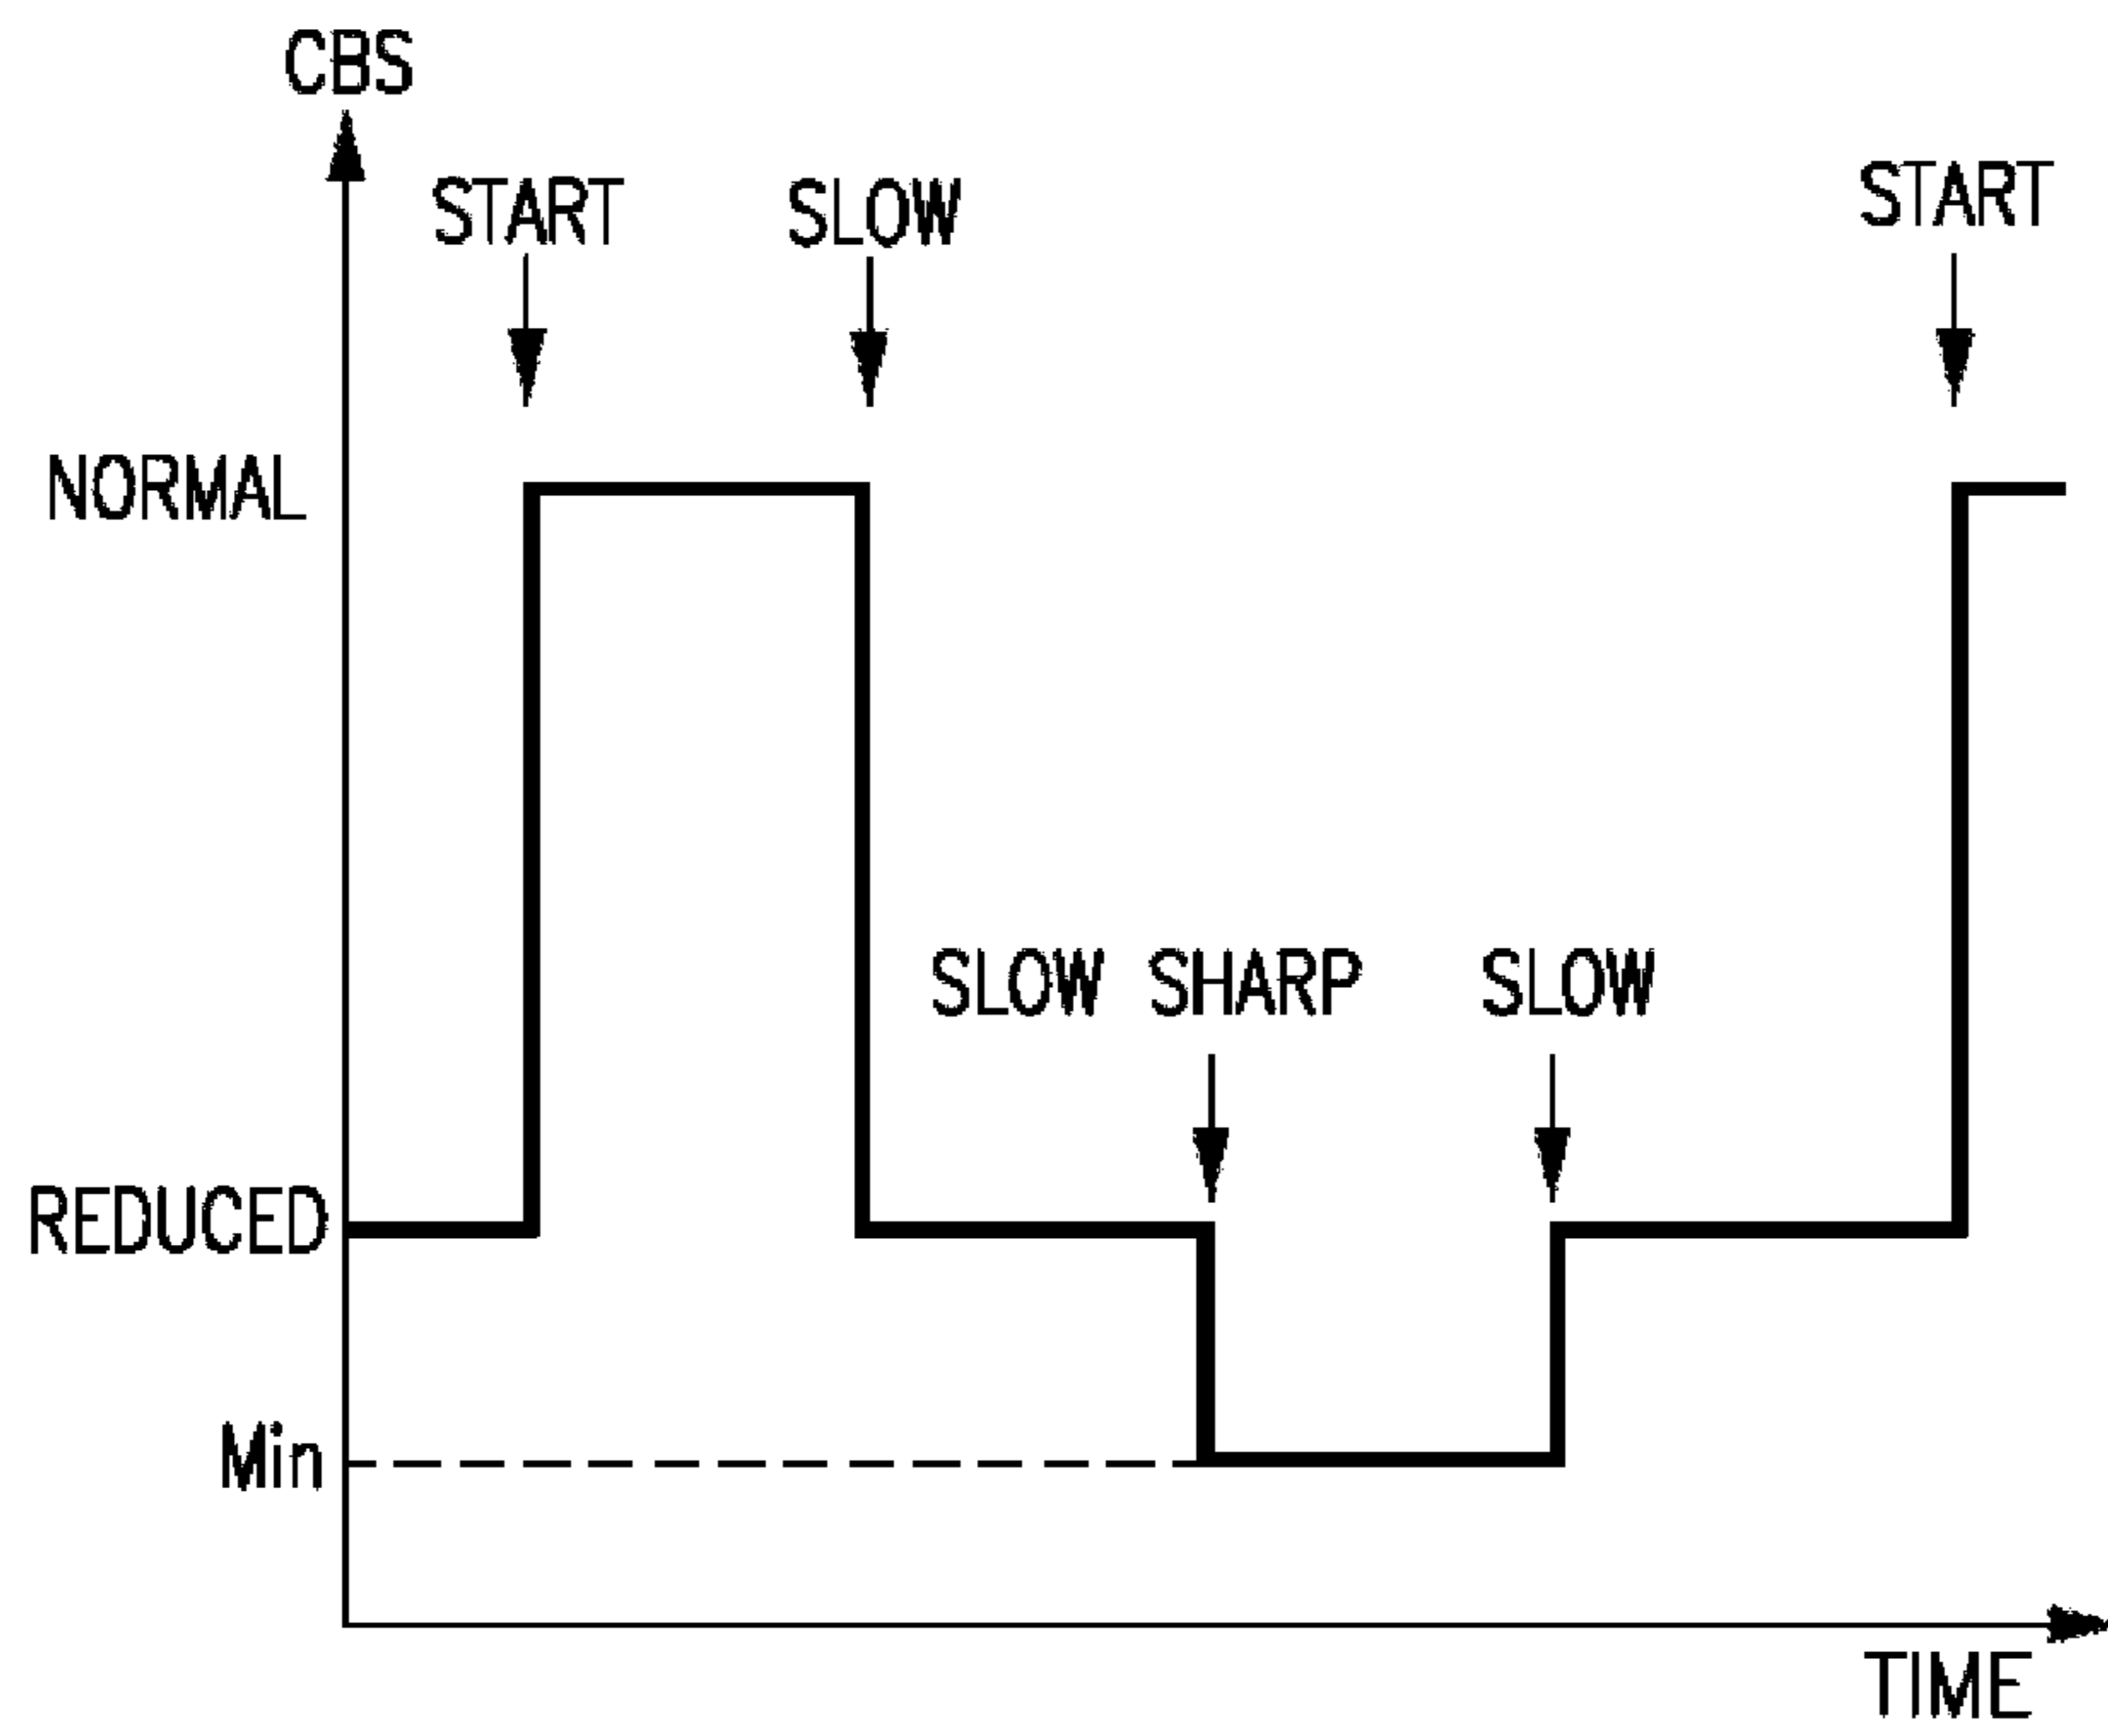 CBS
START SLOW START
NORMAL
SLOW SHARP SLOW
REDUCED
Min
TIME